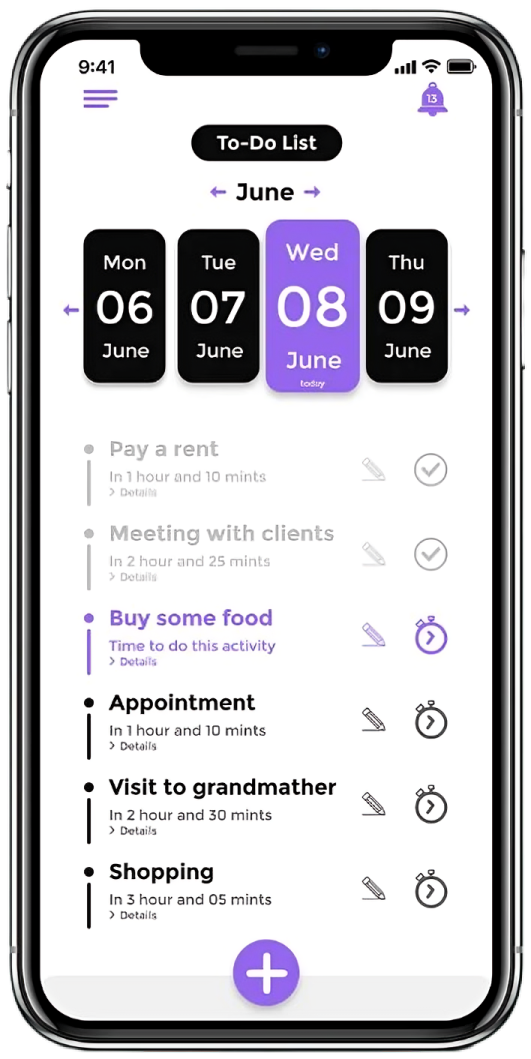 9:41
13
To-Do List
June
Mon
06
June
Tue
07
June
Wed
08
June
today
Thu
09
June
Pay a rent
In 1 hour and 10 mints
> Details
Meeting with clients
In 2 hour and 25 mints
> Details
Buy some food
Time to do this activity
> Details
Appointment
In 1 hour and 10 mints
> Details
Visit to grandmather
In 2 hour and 30 mints
> Details
Shopping
In 3 hour and 05 mints
> Details